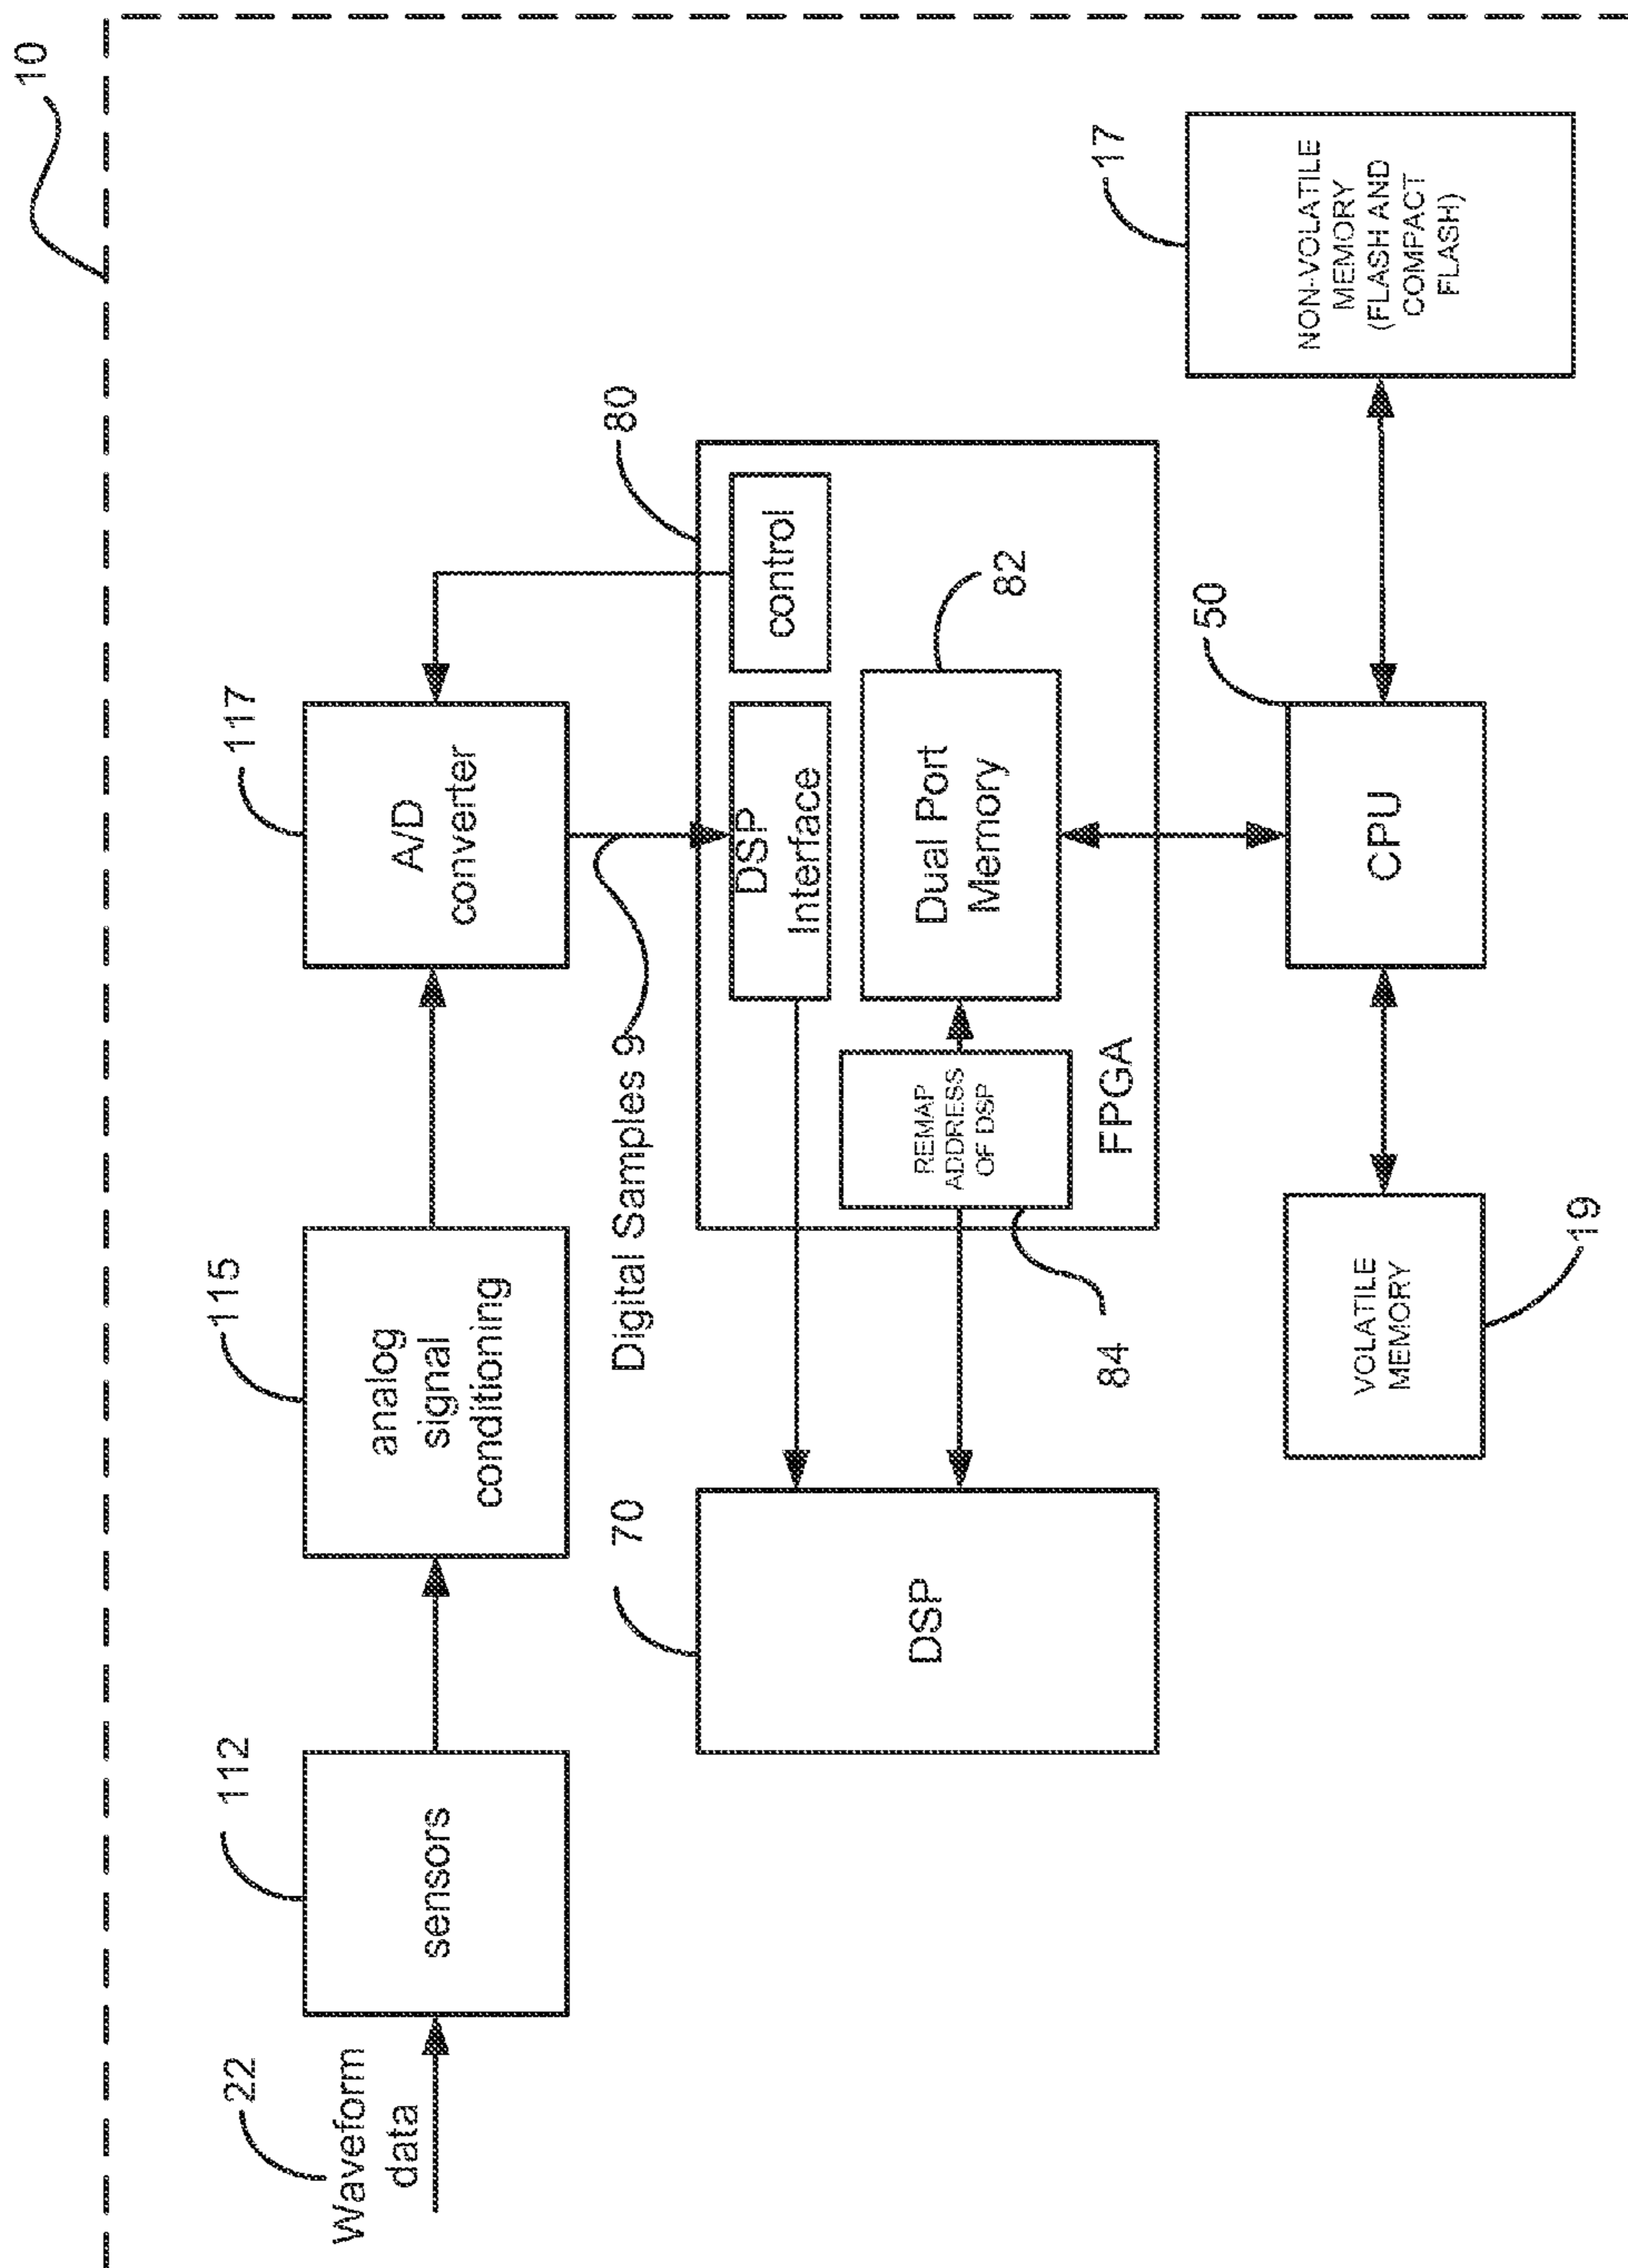 10
22
Waveform
data
112
sensors
115
analog
signal
conditioning
117
A/D
converter
Digital Samples 9
80
DSP
Interface
control
70
DSP
REMAP
ADDRESS
OF DSP
84
Dual Port
Memory
82
FPGA
50
CPU
VOLATILE
MEMORY
19
17
NON-VOLATILE
MEMORY
(FLASH AND
COMPACT
FLASH)